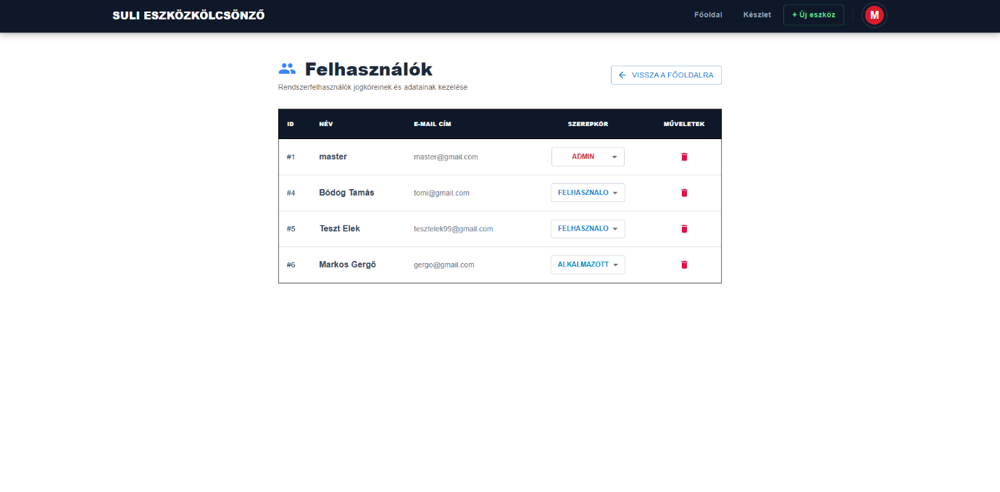 SULI ESZKÖZKÖLCSÖNZŐ
Főoldal Készlet + Új eszköz M
Felhasználók
VISSZA A FŐOLDALRA
Rendszerfelhasználók jogköreinek és adatainak kezelése
ID NÉV E-MAIL CÍM SZEREPKÖR MŰVELETEK
#1 master master@gmail.com ADMIN
#4 Bódog Tamás tomi@gmail.com FELHASZNALO
#5 Teszt Elek tesztelek99@gmail.com FELHASZNALO
#6 Markos Gergő gergo@gmail.com ALKALMAZOTT